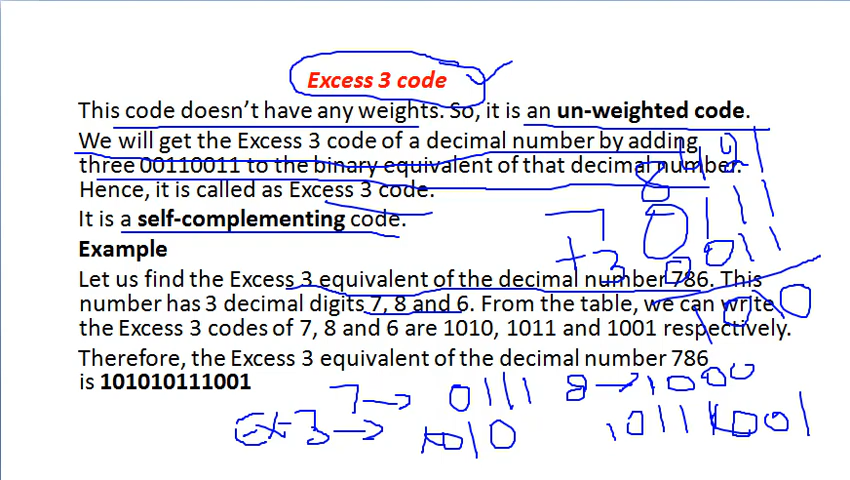 Excess 3 code
This code doesn't have any weights. So, it is an un-weighted code.
We will get the Excess 3 code of a decimal number by adding
three 00110011 to the binary equivalent of that decimal number.
Hence, it is called as Excess 3 code.
8421
It is a self-complementing code.
7 0111
+3 0011
Example
Let us find the Excess 3 equivalent of the decimal number 786. This
number has 3 decimal digits 7, 8 and 6. From the table, we can write
1010
the Excess 3 codes of 7, 8 and 6 are 1010, 1011 and 1001 respectively.
Therefore, the Excess 3 equivalent of the decimal number 786
is 101010111001
7→ 0111 8→1000
Ex3→ 1010 1011 1001